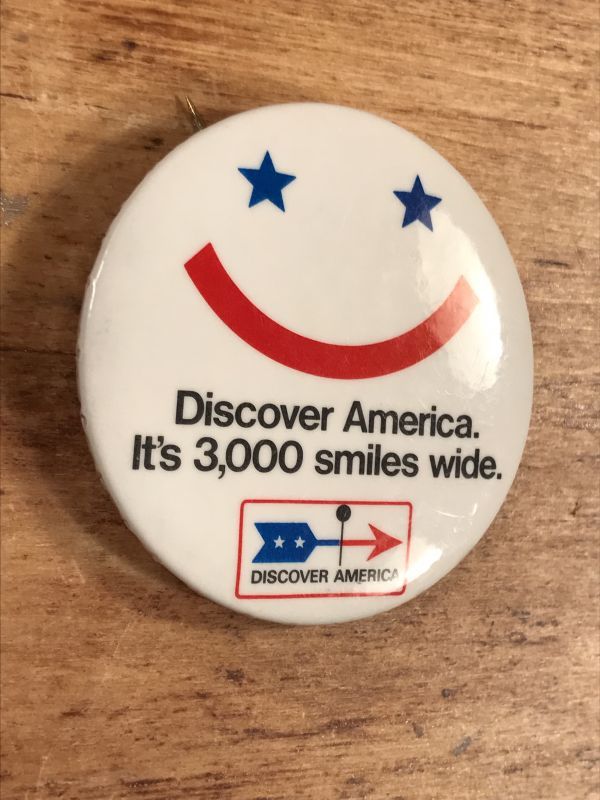 Discover America.
It's 3,000 smiles wide.
DISCOVER AMERICA